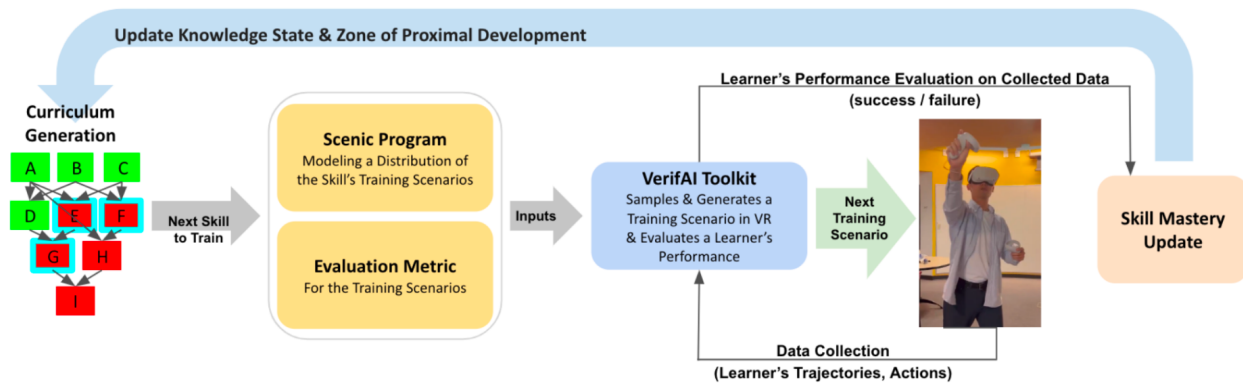 Update Knowledge State & Zone of Proximal Development
Curriculum
Generation
A B C
D E F
G H
I
Next Skill
to Train
Scenic Program
Modeling a Distribution of
the Skill's Training Scenarios
Evaluation Metric
For the Training Scenarios
Inputs
VerifAI Toolkit
Samples & Generates a
Training Scenario in VR
& Evaluates a Learner's
Performance
Learner's Performance Evaluation on Collected Data
(success / failure)
Next
Training
Scenario
Data Collection
(Learner's Trajectories, Actions)
Skill Mastery
Update